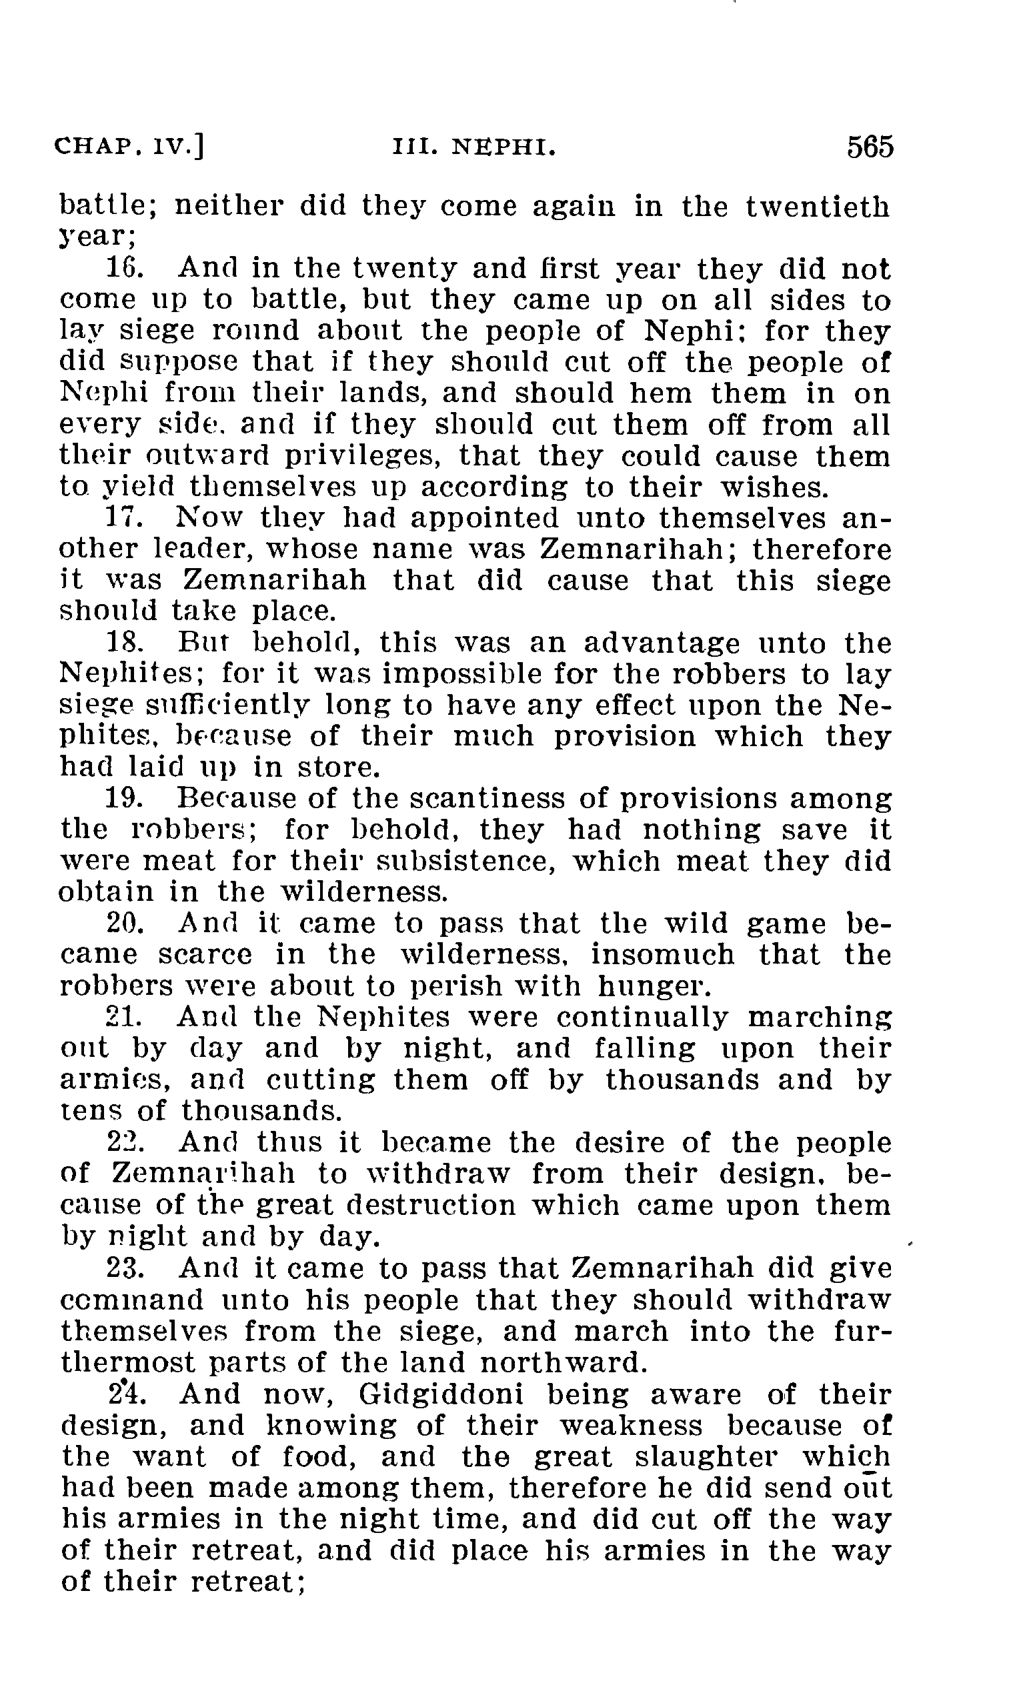 CHAP. IV.] III. NEPHI. 565
battle; neither did they come again in the twentieth
year;
16. And in the twenty and first year they did not
come up to battle, but they came up on all sides to
lay siege round about the people of Nephi; for they
did suppose that if they should cut off the people of
Nephi from their lands, and should hem them in on
every side, and if they should cut them off from all
their outward privileges, that they could cause them
to yield themselves up according to their wishes.
17. Now they had appointed unto themselves an-
other leader, whose name was Zemnarihah; therefore
it was Zemnarihah that did cause that this siege
should take place.
18. But behold, this was an advantage unto the
Nephites; for it was impossible for the robbers to lay
siege sufficiently long to have any effect upon the Ne-
phites, because of their much provision which they
had laid up in store.
19. Because of the scantiness of provisions among
the robbers; for behold, they had nothing save it
were meat for their subsistence, which meat they did
obtain in the wilderness.
20. And it came to pass that the wild game be-
came scarce in the wilderness, insomuch that the
robbers were about to perish with hunger.
21. And the Nephites were continually marching
out by day and by night, and falling upon their
armies, and cutting them off by thousands and by
tens of thousands.
22. And thus it became the desire of the people
of Zemnarihah to withdraw from their design, be-
cause of the great destruction which came upon them
by night and by day.
23. And it came to pass that Zemnarihah did give
command unto his people that they should withdraw
themselves from the siege, and march into the fur-
thermost parts of the land northward.
24. And now, Gidgiddoni being aware of their
design, and knowing of their weakness because of
the want of food, and the great slaughter which
had been made among them, therefore he did send out
his armies in the night time, and did cut off the way
of their retreat, and did place his armies in the way
of their retreat;